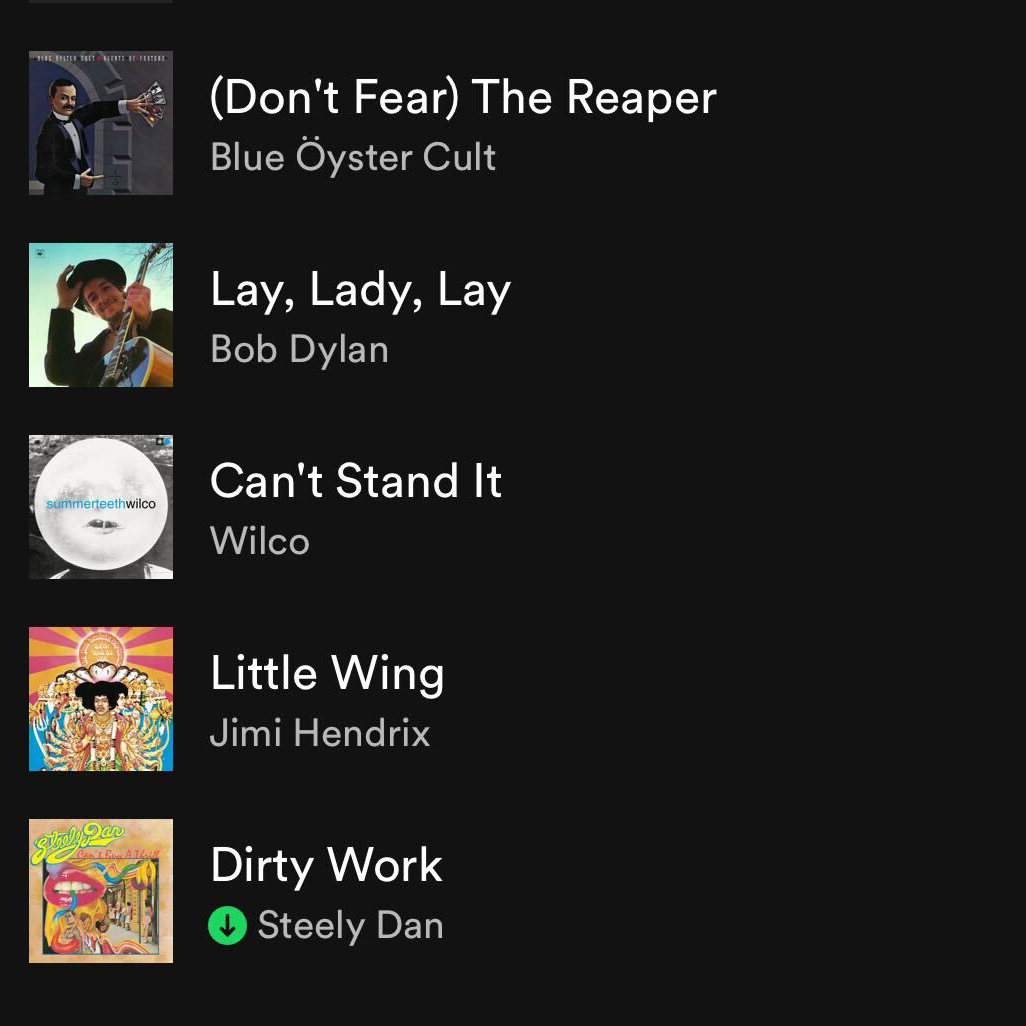 BLUE ÖYSTER CULT AGENTS OF FORTUNE
(Don't Fear) The Reaper
Blue Öyster Cult
Lay, Lady, Lay
Bob Dylan
summerteethwilco
Can't Stand It
Wilco
Little Wing
Jimi Hendrix
Steely Dan
Can't Buy A Thrill
Dirty Work
Steely Dan